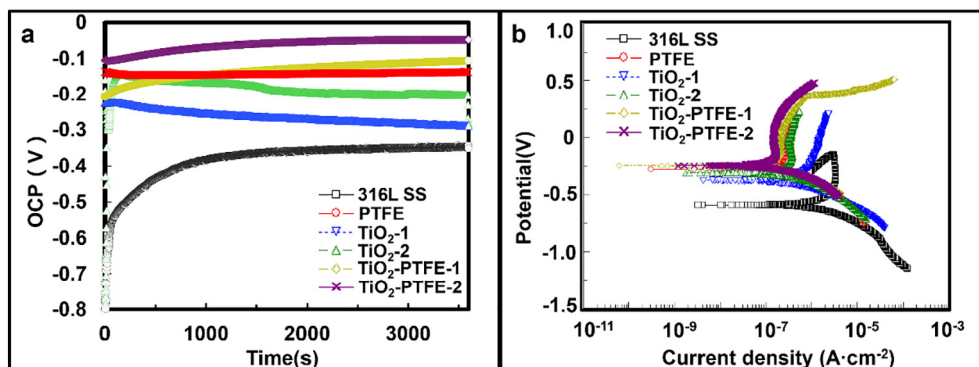 a
OCP (V)
0
-0.1
-0.2
-0.3
-0.4
-0.5
-0.6
-0.7
-0.8
316L SS
PTFE
TiO₂-1
TiO₂-2
TiO₂-PTFE-1
TiO₂-PTFE-2
0 1000 2000 3000
Time(s)
b
Potential(V)
1.0
0.5
0
-0.5
-1.0
-1.5
316L SS
PTFE
TiO₂-1
TiO₂-2
TiO₂-PTFE-1
TiO₂-PTFE-2
10⁻¹¹ 10⁻⁹ 10⁻⁷ 10⁻⁵ 10⁻³
Current density (A·cm⁻²)